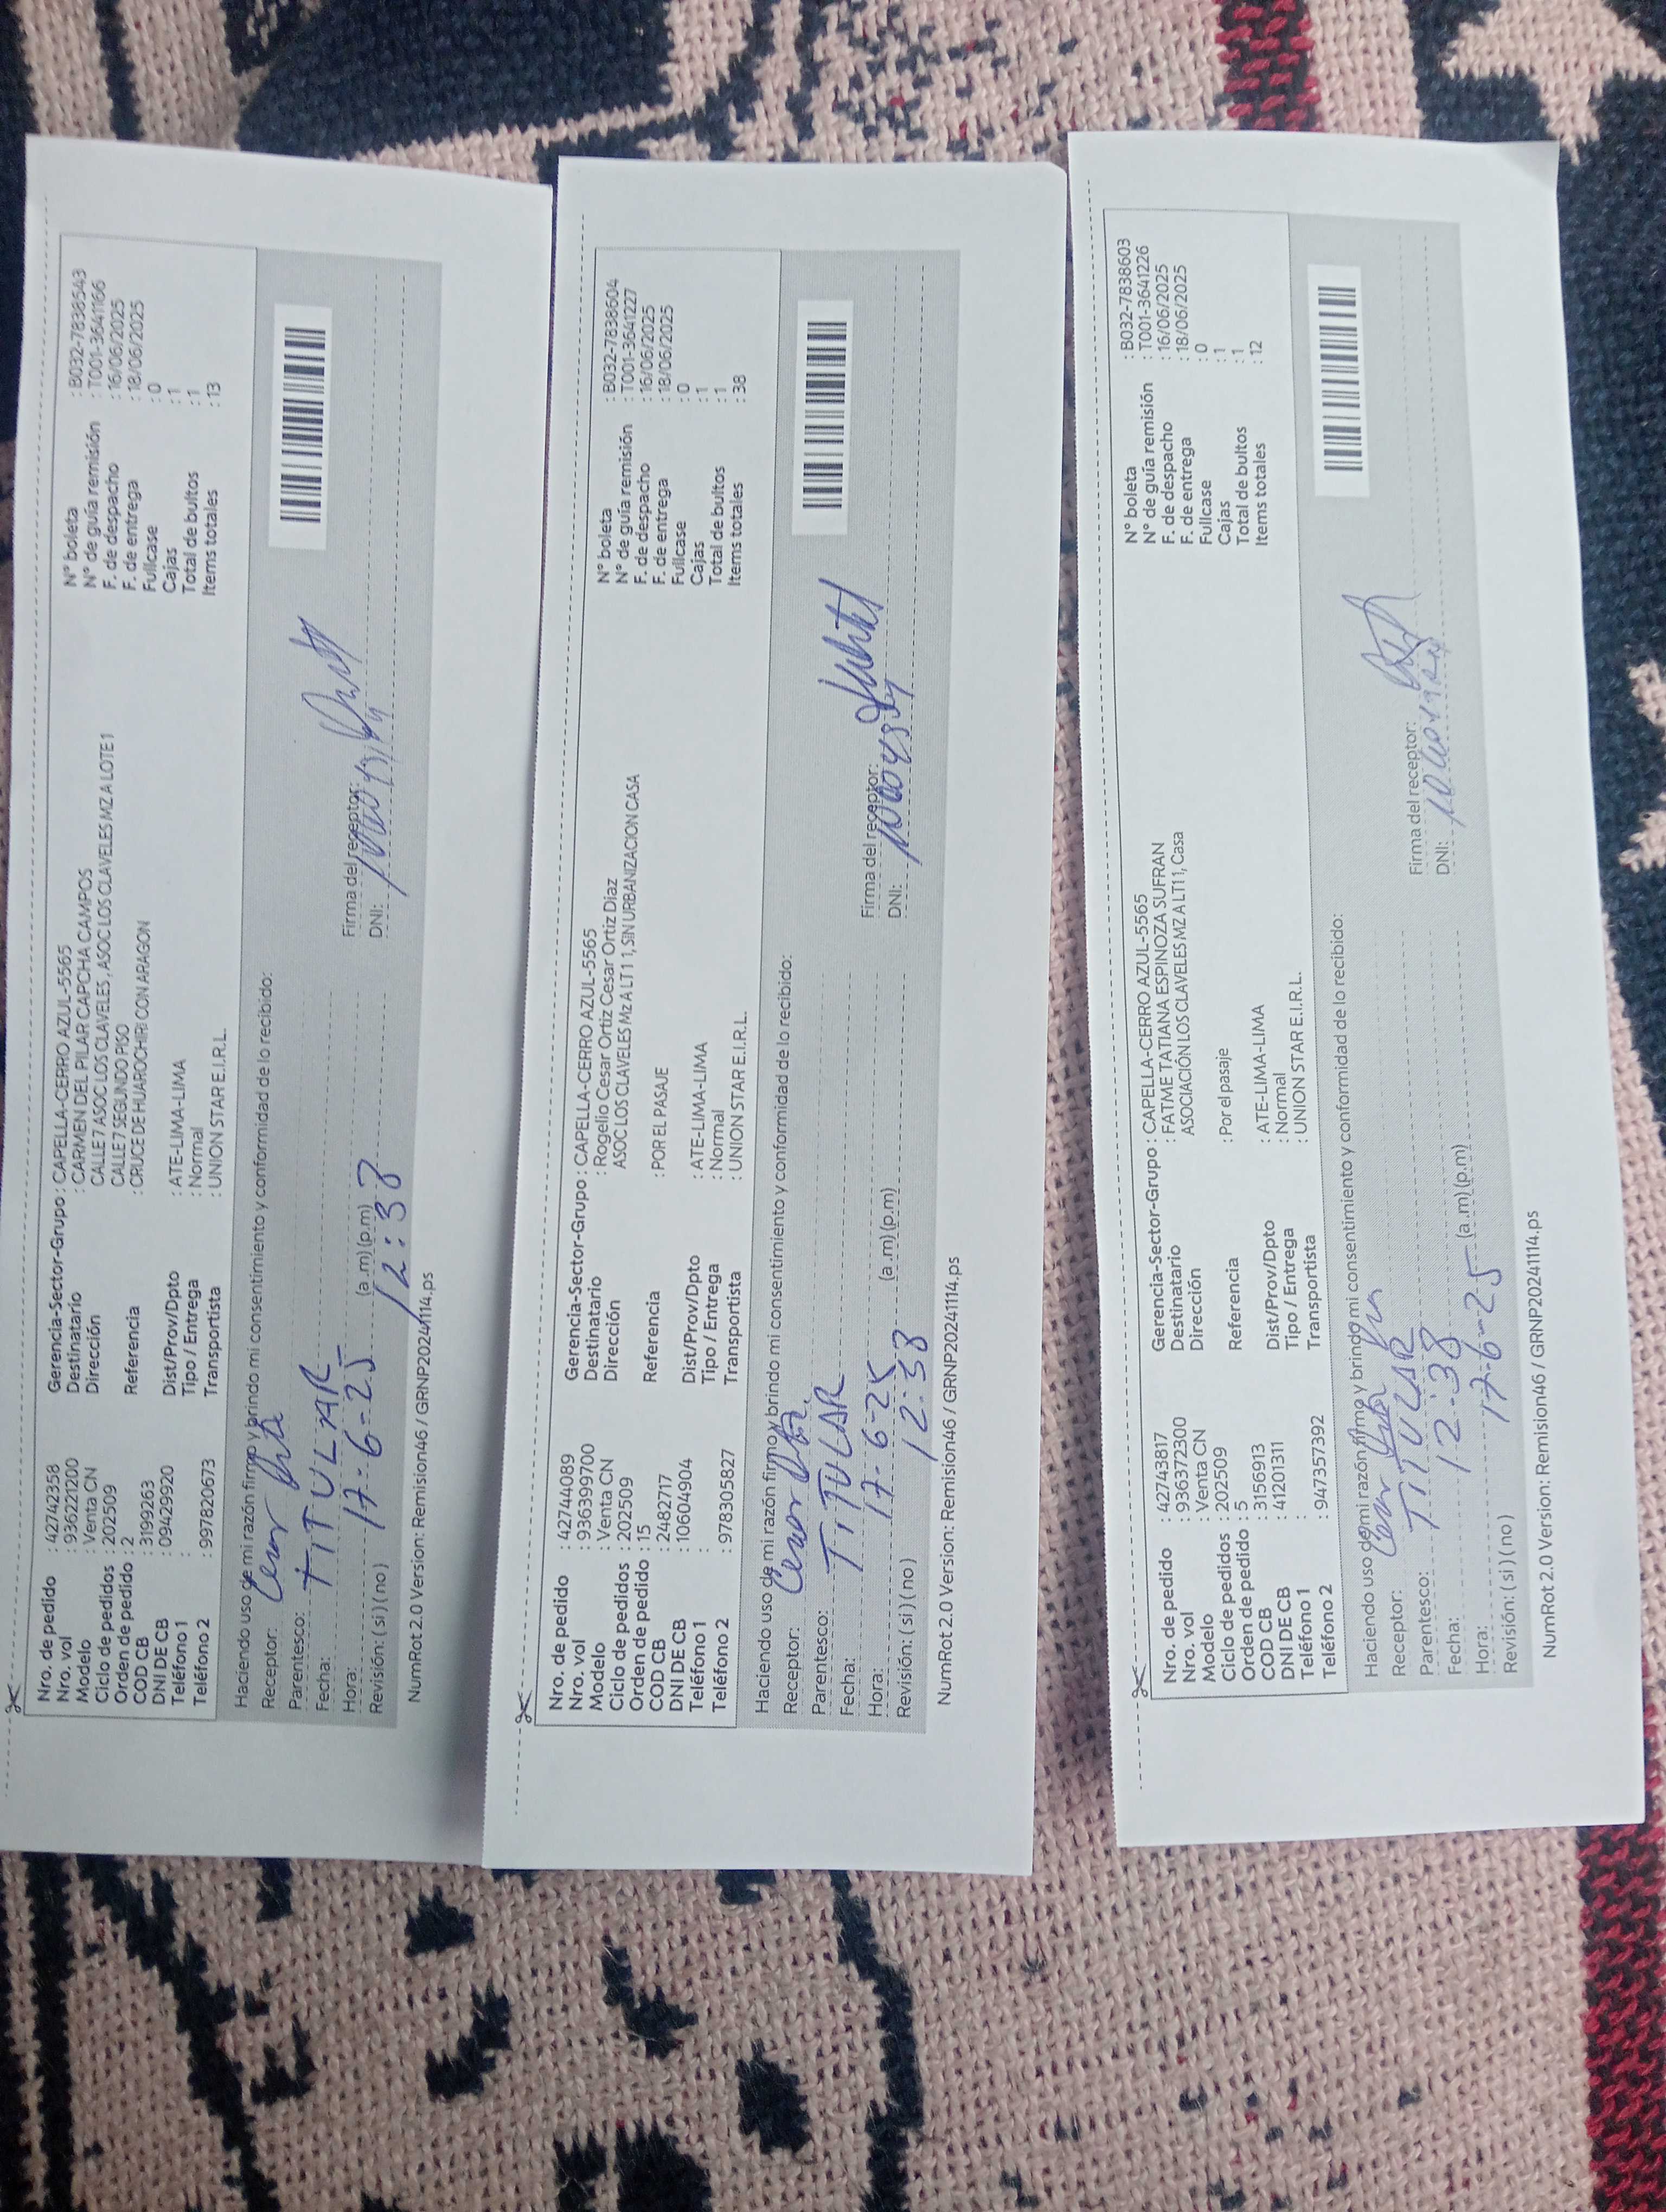 Nro. de pedido : 42742358
Nro. vol : 936221200
Modelo : Venta CN
Ciclo de pedidos : 202509
Orden de pedido : 2
COD CB : 3199263
DNI DE CB : 09429920
Teléfono 1 :
Teléfono 2 : 997820673
Gerencia-Sector-Grupo : CAPELLA-CERRO AZUL-5565
Destinatario : CARMEN DEL PILAR CAPCHA CAMPOS
Dirección CALLE 7 ASOC LOS CLAVELES , ASOC LOS CLAVELES MZ A LOTE 1
CALLE 7 SEGUNDO PISO
Referencia : CRUCE DE HUAROCHIRI CON ARAGON
Dist/Prov/Dpto : ATE-LIMA-LIMA
Tipo / Entrega : Normal
Transportista : UNION STAR E.I.R.L.
N° boleta : B032-7838543
N° de guía remisión : T001-3641166
F. de despacho : 16/06/2025
F. de entrega : 18/06/2025
Fullcase : 0
Cajas : 1
Total de bultos : 1
Items totales : 13
Haciendo uso de mi razón firmo y brindo mi consentimiento y conformidad de lo recibido:
Receptor: Cesar
Parentesco: TITULAR
Fecha: 17-6-25
Hora: (a .m) (p.m) 12:38
Revisión: ( si ) ( no )
Firma del receptor:
DNI:
NumRot 2.0 Version: Remision46 / GRNP20241114.ps
Nro. de pedido : 42744089
Nro. vol : 936399700
Modelo : Venta CN
Ciclo de pedidos : 202509
Orden de pedido : 15
COD CB : 2482717
DNI DE CB : 10604904
Teléfono 1 :
Teléfono 2 : 978305827
Gerencia-Sector-Grupo : CAPELLA-CERRO AZUL-5565
Destinatario : Rogelio Cesar Ortiz Cesar Ortiz Diaz
Dirección ASOC LOS CLAVELES Mz A LT 1 1, SIN URBANIZACION CASA
Referencia : POR EL PASAJE
Dist/Prov/Dpto : ATE-LIMA-LIMA
Tipo / Entrega : Normal
Transportista : UNION STAR E.I.R.L.
N° boleta : B032-7838604
N° de guía remisión : T001-3641227
F. de despacho : 16/06/2025
F. de entrega : 18/06/2025
Fullcase : 0
Cajas : 1
Total de bultos : 1
Items totales : 38
Haciendo uso de mi razón firmo y brindo mi consentimiento y conformidad de lo recibido:
Receptor: Cesar
Parentesco: TITULAR
Fecha: 17-6-25
Hora: 12:38 (a .m) (p.m)
Revisión: ( si ) ( no )
Firma del receptor:
DNI:
NumRot 2.0 Version: Remision46 / GRNP20241114.ps
Nro. de pedido : 42743817
Nro. vol : 936372300
Modelo : Venta CN
Ciclo de pedidos : 202509
Orden de pedido : 5
COD CB : 3156913
DNI DE CB : 41201311
Teléfono 1 :
Teléfono 2 : 947357392
Gerencia-Sector-Grupo : CAPELLA-CERRO AZUL-5565
Destinatario : FATME TATIANA ESPINOZA SUFRAN
Dirección ASOCIACIÓN LOS CLAVELES MZ A LT11, Casa
Referencia : Por el pasaje
Dist/Prov/Dpto : ATE-LIMA-LIMA
Tipo / Entrega : Normal
Transportista : UNION STAR E.I.R.L.
N° boleta : B032-7838603
N° de guía remisión : T001-3641226
F. de despacho : 16/06/2025
F. de entrega : 18/06/2025
Fullcase : 0
Cajas : 1
Total de bultos : 1
Items totales : 12
Haciendo uso de mi razón firmo y brindo mi consentimiento y conformidad de lo recibido:
Receptor: Cesar
Parentesco: TITULAR
Fecha: 12:38
Hora: 17-6-25 (a .m) (p.m)
Revisión: ( si ) ( no )
Firma del receptor:
DNI:
NumRot 2.0 Version: Remision46 / GRNP20241114.ps